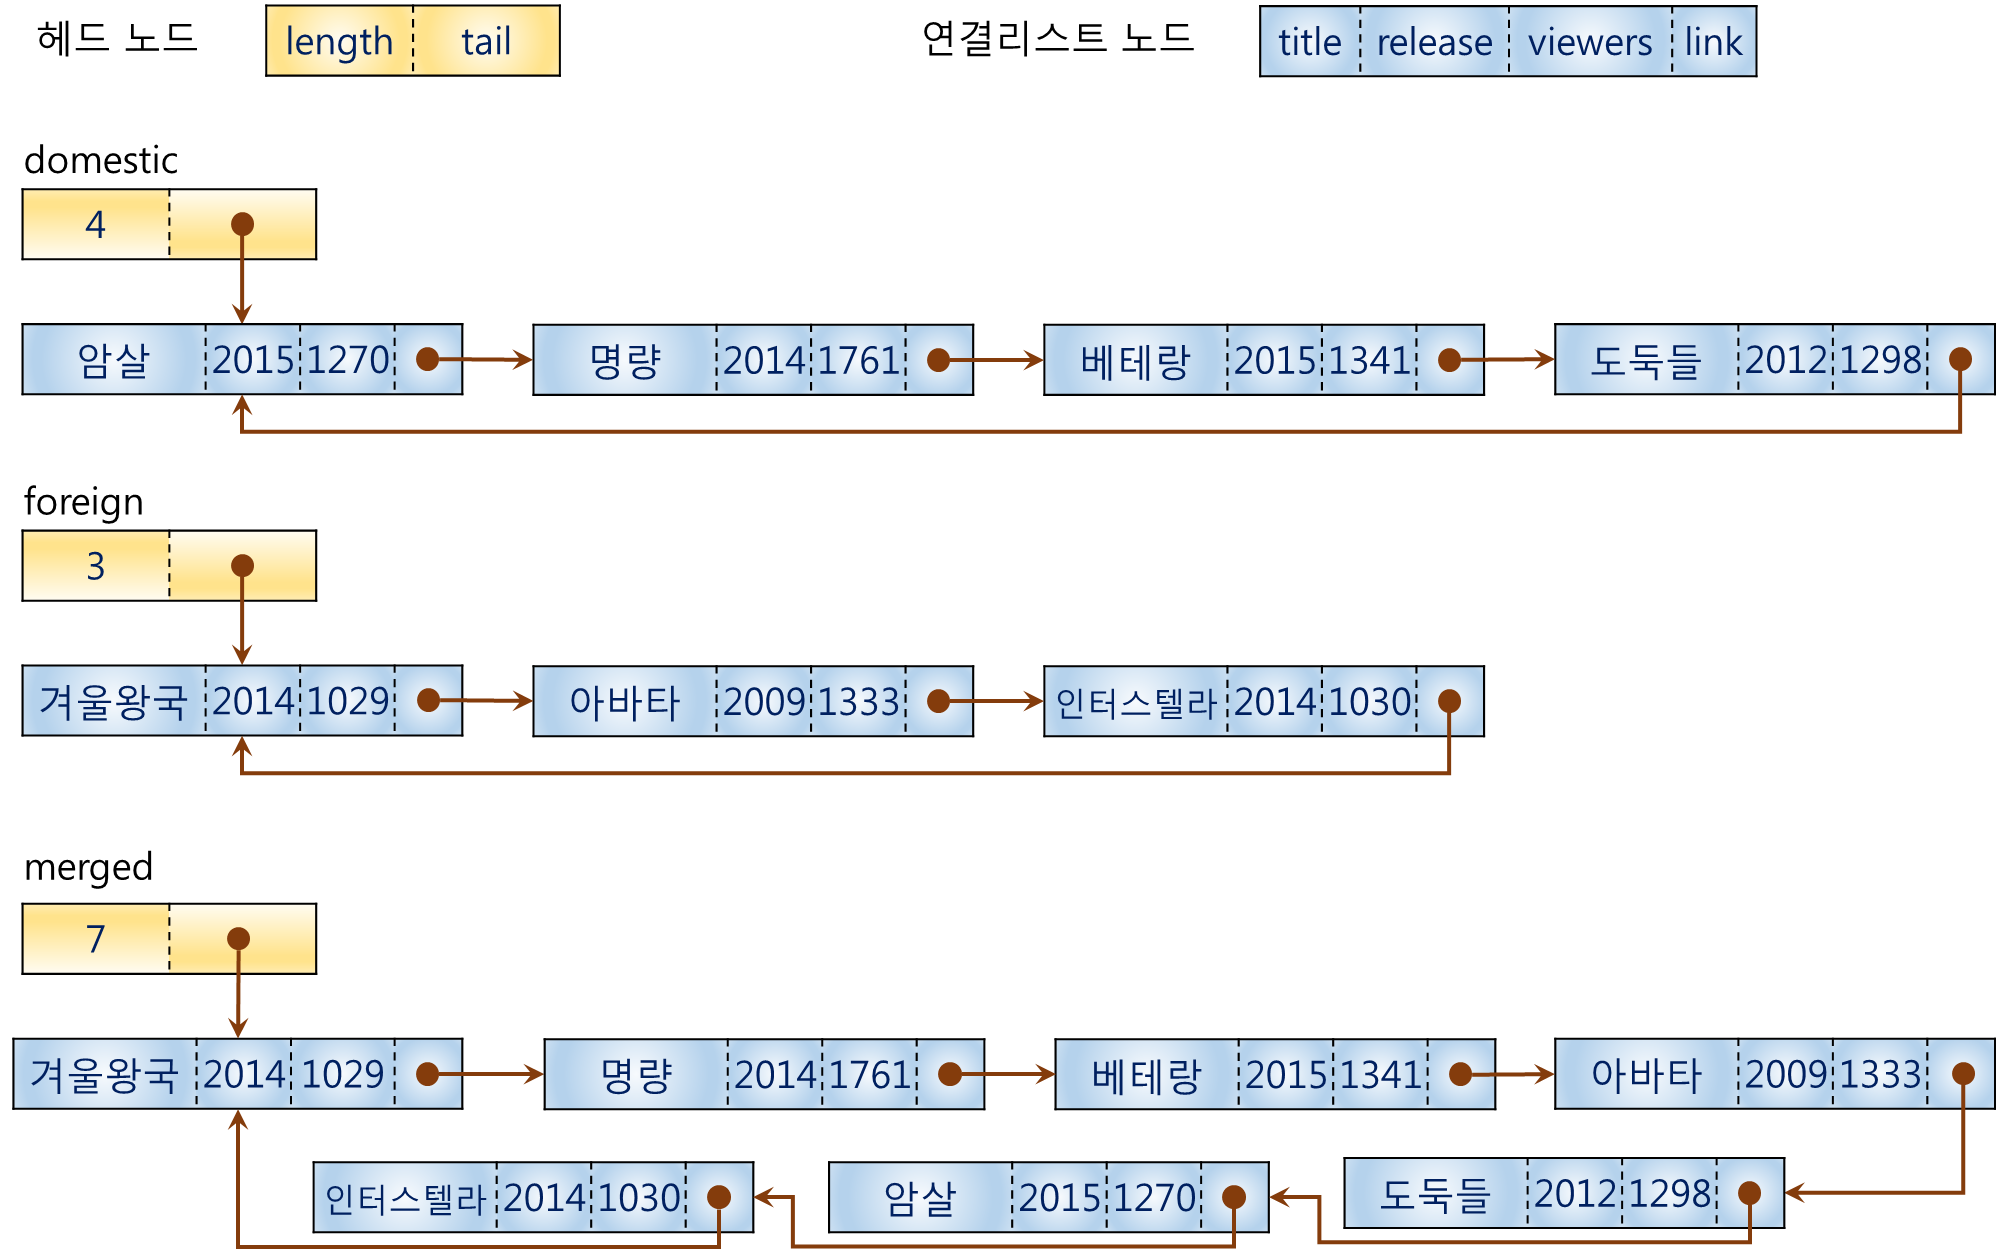 헤드 노드 length tail 연결리스트 노드 title release viewers link
domestic
4
암살 2015 1270 명량 2014 1761 베테랑 2015 1341 도둑들 2012 1298
foreign
3
겨울왕국 2014 1029 아바타 2009 1333 인터스텔라 2014 1030
merged
7
겨울왕국 2014 1029 명량 2014 1761 베테랑 2015 1341 아바타 2009 1333
인터스텔라 2014 1030 암살 2015 1270 도둑들 2012 1298